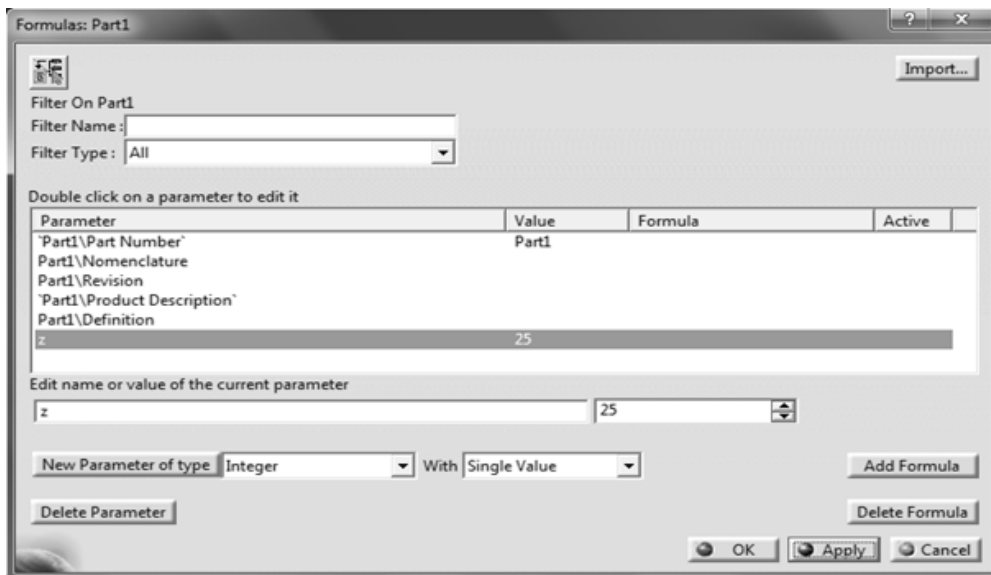 Formulas: Part1
? X
Import...
Filter On Part1
Filter Name :
Filter Type : All
Double click on a parameter to edit it
Parameter Value Formula Active
`Part1\Part Number` Part1
Part1\Nomenclature
Part1\Revision
`Part1\Product Description`
Part1\Definition
z 25
Edit name or value of the current parameter
z 25
New Parameter of type Integer With Single Value Add Formula
Delete Parameter Delete Formula
OK Apply Cancel